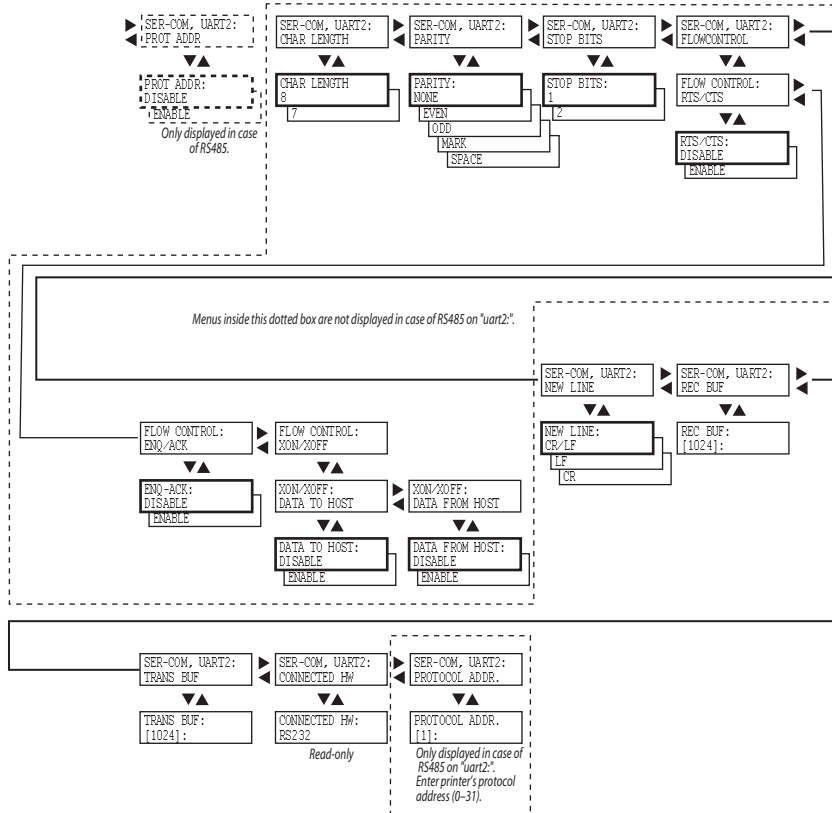 SER-COM, UART2:
PROT ADDR
PROT ADDR:
DISABLE
ENABLE
Only displayed in case
of RS485.
SER-COM, UART2:
CHAR LENGTH
CHAR LENGTH
8
7
SER-COM, UART2:
PARITY
PARITY:
NONE
EVEN
ODD
MARK
SPACE
SER-COM, UART2:
STOP BITS
STOP BITS:
1
2
SER-COM, UART2:
FLOWCONTROL
FLOW CONTROL:
RTS/CTS
RTS/CTS:
DISABLE
ENABLE
Menus inside this dotted box are not displayed in case of RS485 on "uart2:".
FLOW CONTROL:
ENQ/ACK
ENQ-ACK:
DISABLE
ENABLE
FLOW CONTROL:
XON/XOFF
XON/XOFF:
DATA TO HOST
DATA TO HOST:
DISABLE
ENABLE
XON/XOFF:
DATA FROM HOST
DATA FROM HOST:
DISABLE
ENABLE
SER-COM, UART2:
NEW LINE
NEW LINE:
CR/LF
LF
CR
SER-COM, UART2:
REC BUF
REC BUF:
[1024]:
SER-COM, UART2:
TRANS BUF
TRANS BUF:
[1024]:
SER-COM, UART2:
CONNECTED HW
CONNECTED HW:
RS232
Read-only
SER-COM, UART2:
PROTOCOL ADDR.
PROTOCOL ADDR.
[1]:
Only displayed in case of
RS485 on "uart2:".
Enter printer's protocol
address (0–31).